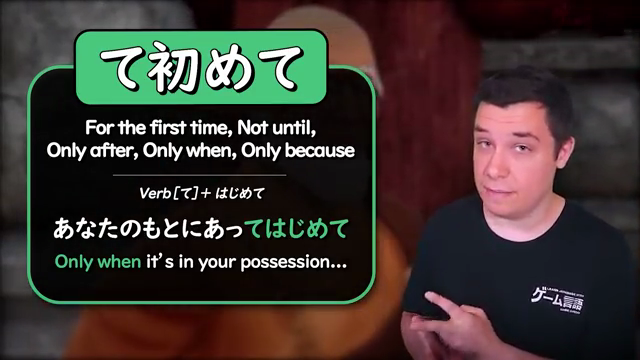 て初めて
For the first time, Not until,
Only after, Only when, Only because
Verb[て]+ はじめて
あなたのもとにあってはじめて
Only when it's in your possession...
ゲーム言語